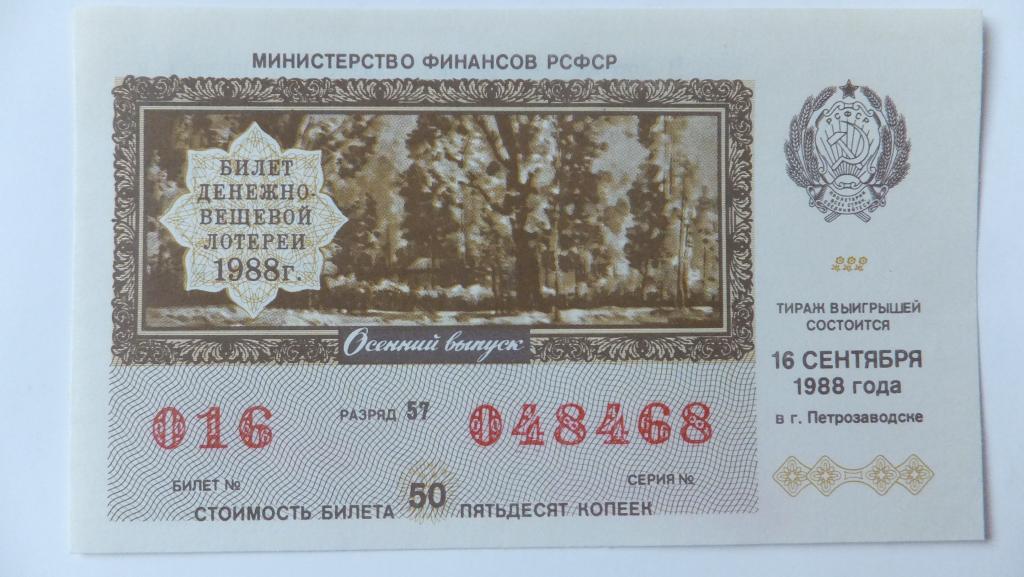 МИНИСТЕРСТВО ФИНАНСОВ РСФСР
БИЛЕТ
ДЕНЕЖНО-
ВЕЩЕВОЙ
ЛОТЕРЕИ
1988г.
Осенний выпуск
РСФСР
ТИРАЖ ВЫИГРЫШЕЙ
СОСТОИТСЯ
16 СЕНТЯБРЯ
1988 года
в г. Петрозаводске
016 РАЗРЯД 57 048468
БИЛЕТ № СЕРИЯ №
СТОИМОСТЬ БИЛЕТА 50 ПЯТЬДЕСЯТ КОПЕЕК